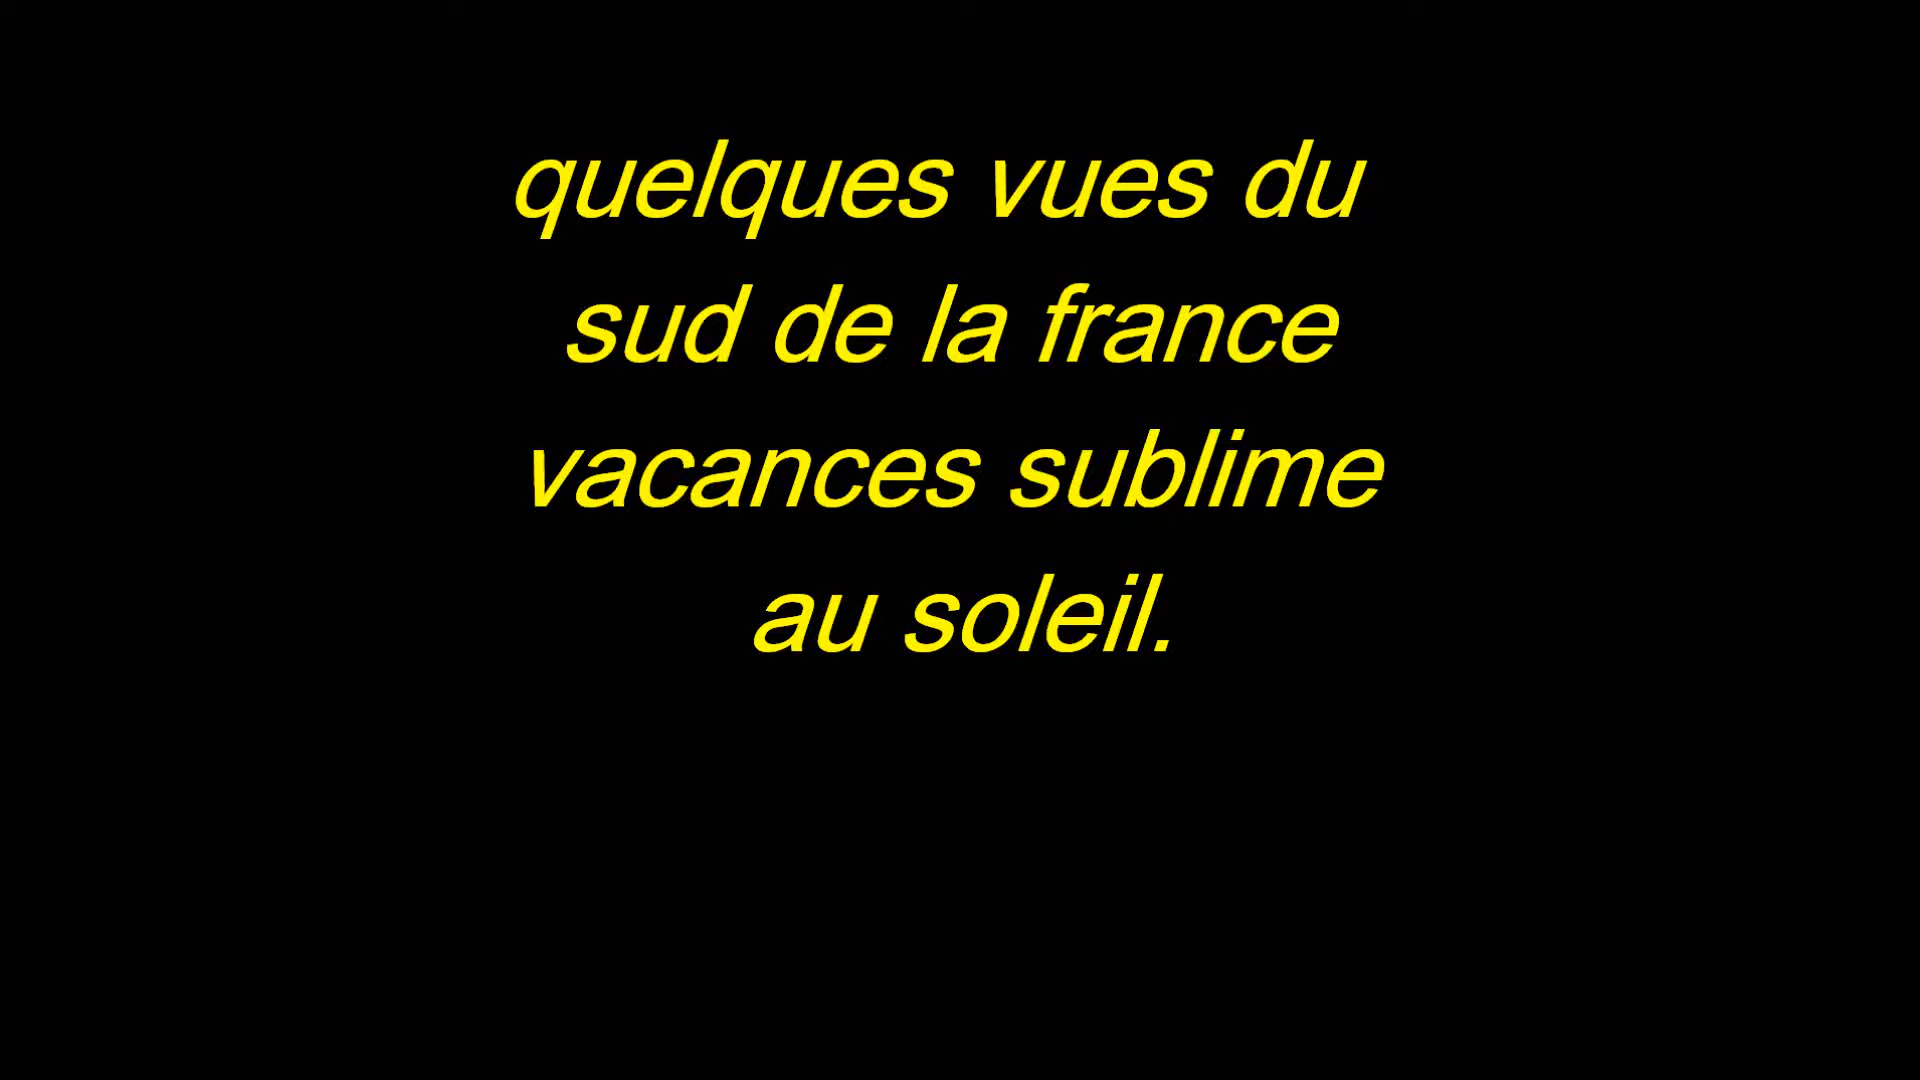 quelques vues du
sud de la france
vacances sublime
au soleil.